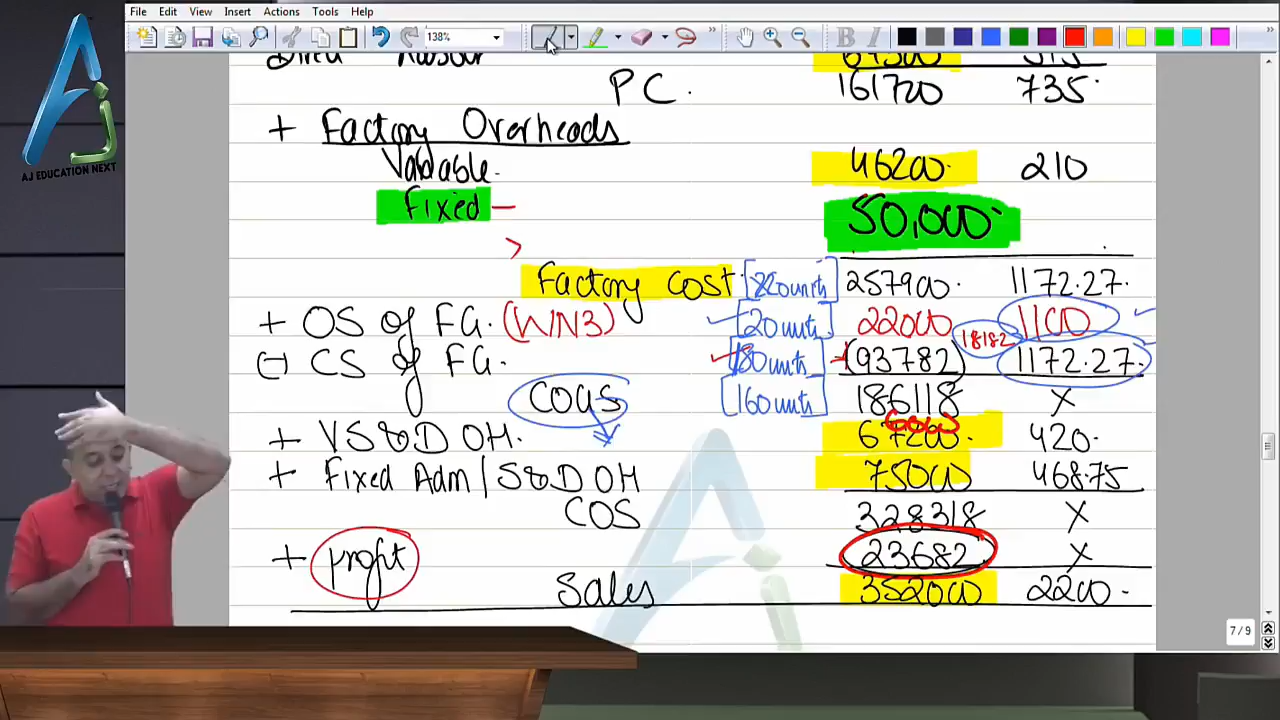 File Edit View Insert Actions Tools Help
138%
B I U
67500 515
PC. 161720 735
+ Factory Overheads
Variable. 46200 210
Fixed 50,000
Factory Cost [220 units] 257900 1172.27
+ OS of FG. (WN3) [20 units] 22000 1100
18182
(-) CS of FG. [80 units] (93782) 1172.27
COGS [160 units] 186118 X
+ VS&D OH. 67200 420
+ Fixed Adm/S&D OH 75000 468.75
COS 328318 X
+ profit 23682 X
Sales 352000 2200
AJ
AJ EDUCATION NEXT
7/9